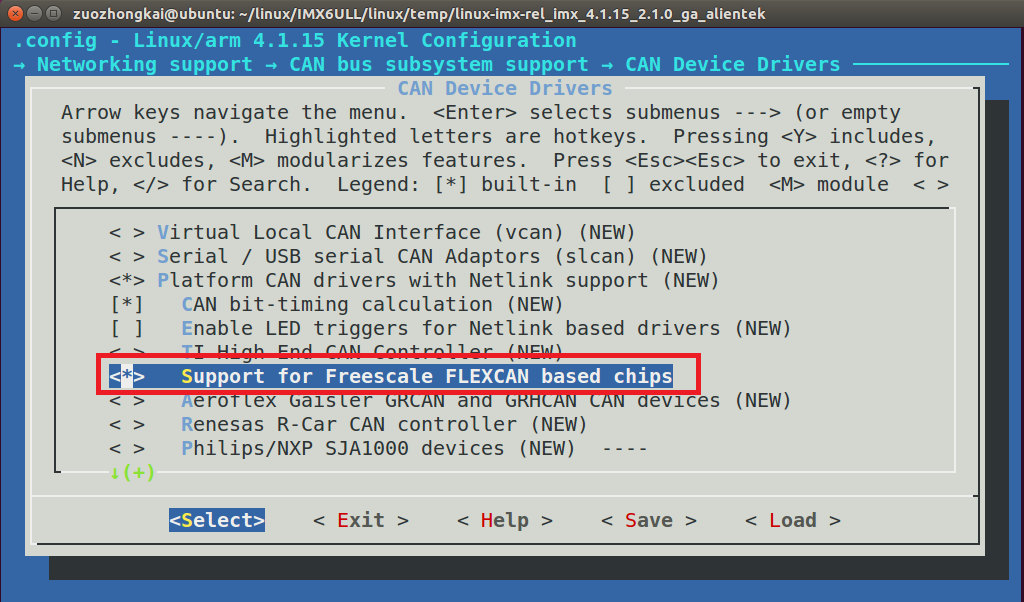 zuozhongkai@ubuntu: ~/linux/IMX6ULL/linux/temp/linux-imx-rel_imx_4.1.15_2.1.0_ga_alientek
.config - Linux/arm 4.1.15 Kernel Configuration
→ Networking support → CAN bus subsystem support → CAN Device Drivers
CAN Device Drivers
Arrow keys navigate the menu.  <Enter> selects submenus ---> (or empty
submenus ----).  Highlighted letters are hotkeys.  Pressing <Y> includes,
<N> excludes, <M> modularizes features.  Press <Esc><Esc> to exit, <?> for
Help, </> for Search.  Legend: [*] built-in  [ ] excluded  <M> module  < >
< > Virtual Local CAN Interface (vcan) (NEW)
< > Serial / USB serial CAN Adaptors (slcan) (NEW)
<*> Platform CAN drivers with Netlink support (NEW)
[*]   CAN bit-timing calculation (NEW)
[ ]   Enable LED triggers for Netlink based drivers (NEW)
< >   TI High End CAN Controller (NEW)
<*>   Support for Freescale FLEXCAN based chips
< >   Aeroflex Gaisler GRCAN and GRHCAN CAN devices (NEW)
< >   Renesas R-Car CAN controller (NEW)
< >   Philips/NXP SJA1000 devices (NEW)  ----
↓(+)
<Select>    < Exit >    < Help >    < Save >    < Load >